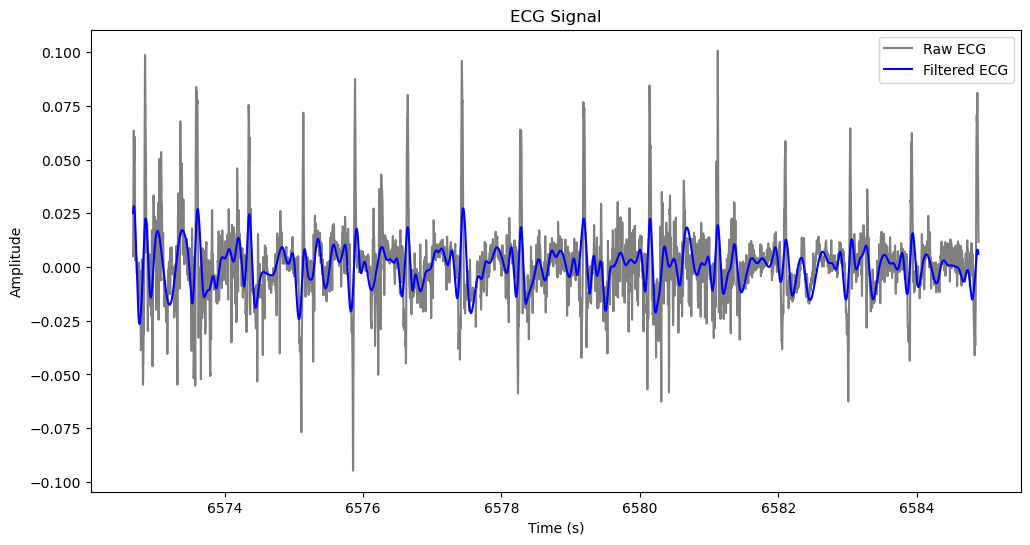 ECG Signal
Raw ECG
Filtered ECG
Amplitude
0.100
0.075
0.050
0.025
0.000
−0.025
−0.050
−0.075
−0.100
6574 6576 6578 6580 6582 6584
Time (s)